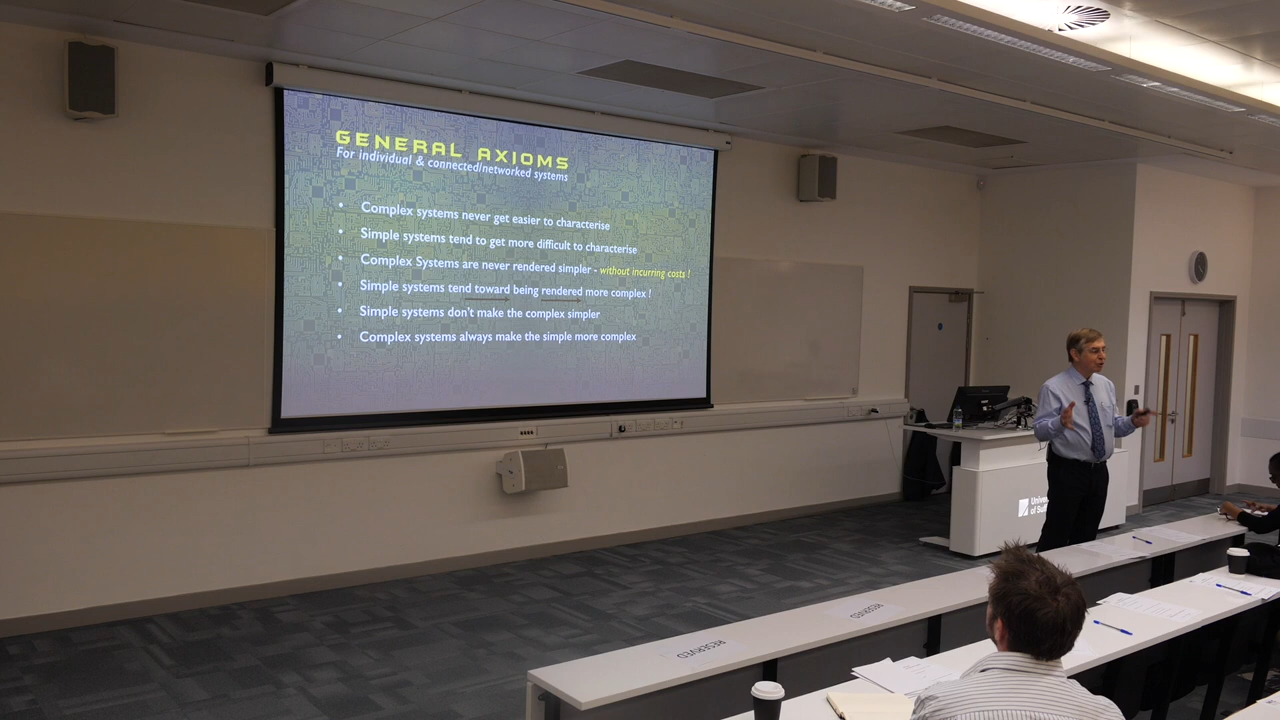 GENERAL AXIOMS
For individual & connected/networked systems
• Complex systems never get easier to characterise
• Simple systems tend to get more difficult to characterise
• Complex Systems are never rendered simpler - without incurring costs !
• Simple systems tend toward being rendered more complex !
• Simple systems don't make the complex simpler
• Complex systems always make the simple more complex
RESERVED
RESERVED